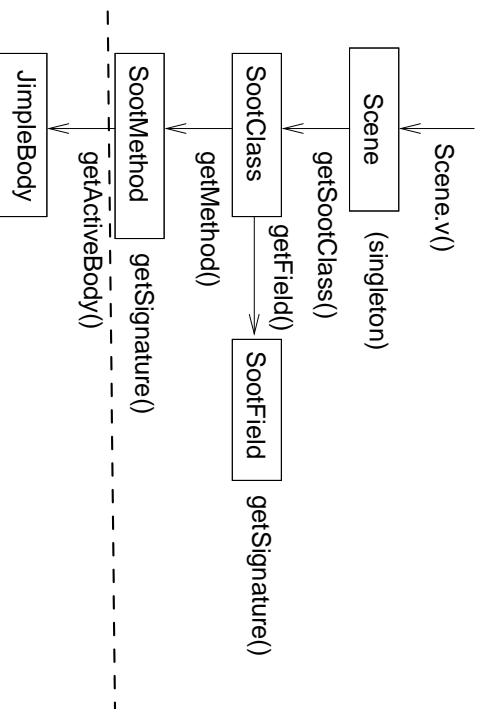 Scene.v()
Scene
(singleton)
getSootClass()
getField()
SootClass
SootField
getSignature()
getMethod()
SootMethod
getSignature()
getActiveBody()
JimpleBody